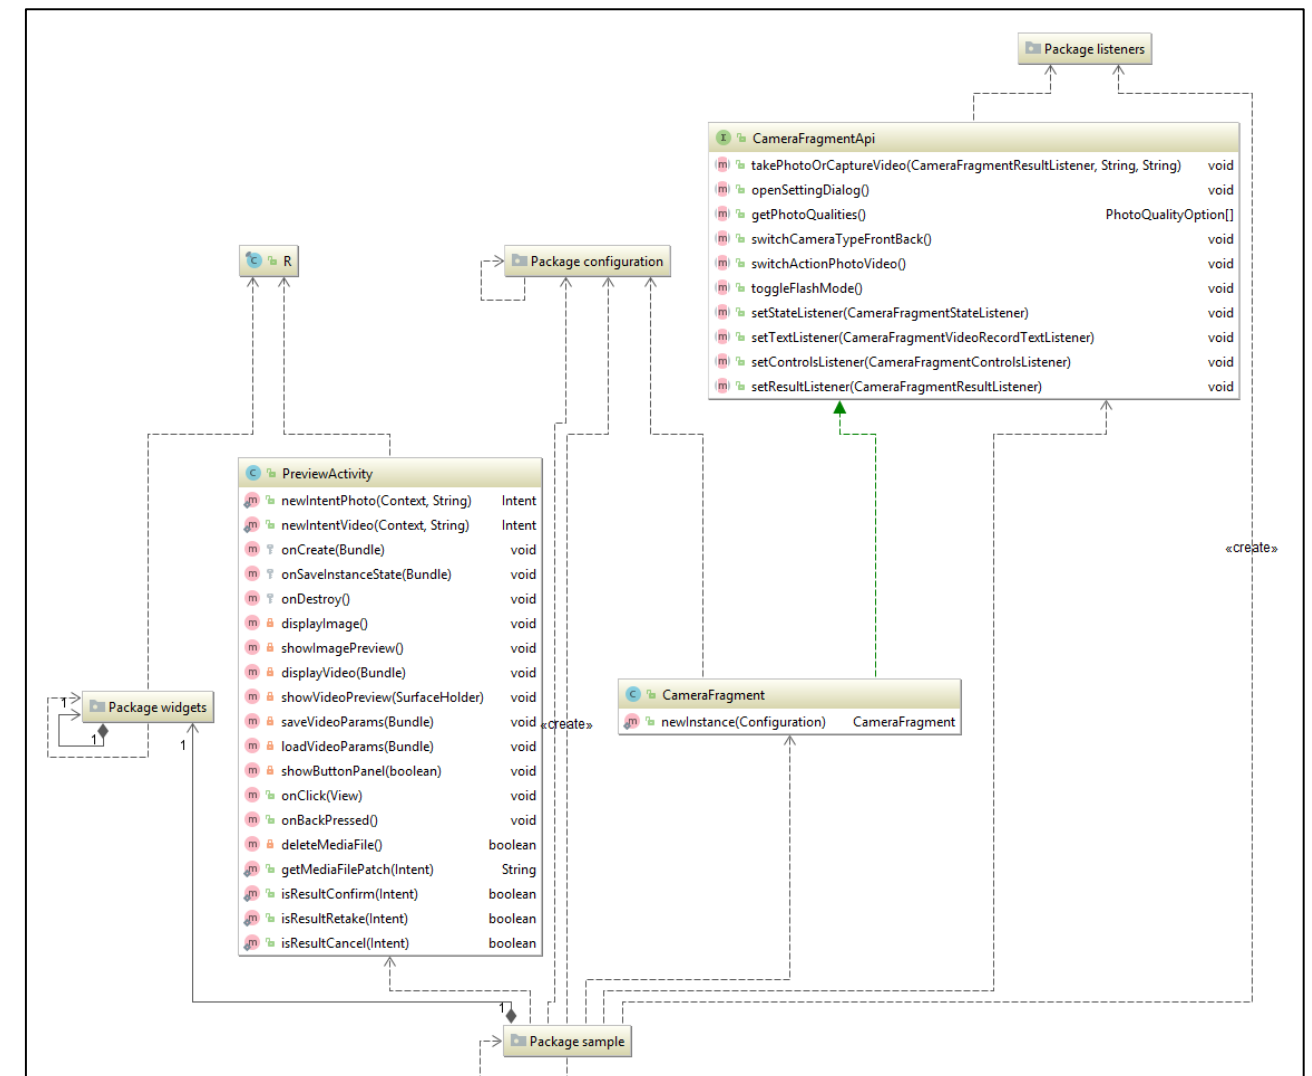 Package listeners
I CameraFragmentApi
m takePhotoOrCaptureVideo(CameraFragmentResultListener, String, String) void
m openSettingDialog() void
m getPhotoQualities() PhotoQualityOption[]
m switchCameraTypeFrontBack() void
m switchActionPhotoVideo() void
m toggleFlashMode() void
m setStateListener(CameraFragmentStateListener) void
m setTextListener(CameraFragmentVideoRecordTextListener) void
m setControlsListener(CameraFragmentControlsListener) void
m setResultListener(CameraFragmentResultListener) void
C R
Package configuration
C PreviewActivity
m newIntentPhoto(Context, String) Intent
m newIntentVideo(Context, String) Intent
m onCreate(Bundle) void
m onSaveInstanceState(Bundle) void
m onDestroy() void
m displayImage() void
m showImagePreview() void
m displayVideo(Bundle) void
m showVideoPreview(SurfaceHolder) void
m saveVideoParams(Bundle) void
m loadVideoParams(Bundle) void
m showButtonPanel(boolean) void
m onClick(View) void
m onBackPressed() void
m deleteMediaFile() boolean
m getMediaFilePatch(Intent) String
m isResultConfirm(Intent) boolean
m isResultRetake(Intent) boolean
m isResultCancel(Intent) boolean
«create»
«create»
C CameraFragment
m newInstance(Configuration) CameraFragment
1
Package widgets
1
1
1
Package sample